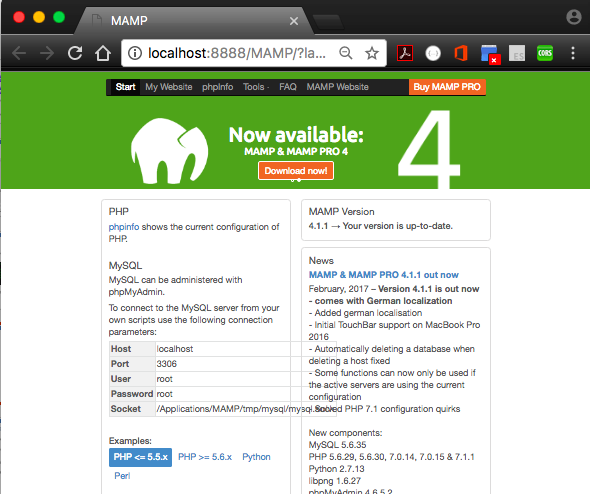 MAMP
localhost:8888/MAMP/?la...
ES
CORS
Start My Website phpInfo Tools FAQ MAMP Website Buy MAMP PRO
Now available:
MAMP & MAMP PRO 4
Download now!
4
PHP
phpinfo shows the current configuration of
PHP.
MySQL
MySQL can be administered with
phpMyAdmin.
To connect to the MySQL server from your
own scripts use the following connection
parameters:
Host localhost
Port 3306
User root
Password root
Socket /Applications/MAMP/tmp/mysql/mysql.sock
Examples:
PHP <= 5.5.x PHP >= 5.6.x Python
Perl
MAMP Version
4.1.1 → Your version is up-to-date.
News
MAMP & MAMP PRO 4.1.1 out now
February, 2017 – Version 4.1.1 is out now
- comes with German localization
- Added german localisation
- Initial TouchBar support on MacBook Pro
2016
- Automatically deleting a database when
deleting a host fixed
- Some functions can now only be used if
the active servers are using the current
configuration
- Solved PHP 7.1 configuration quirks
New components:
MySQL 5.6.35
PHP 5.6.29, 5.6.30, 7.0.14, 7.0.15 & 7.1.1
Python 2.7.13
libpng 1.6.27
phpMyAdmin 4.6.5.2